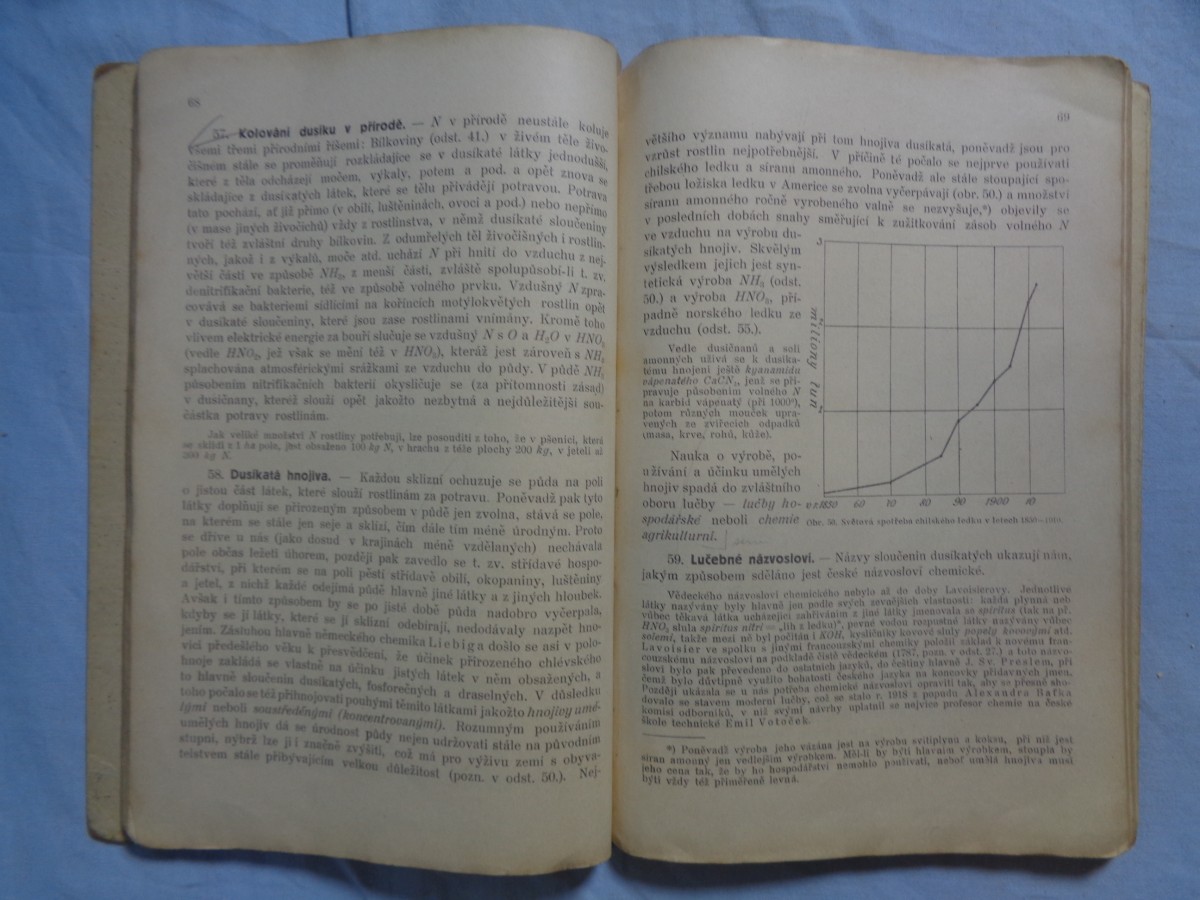 68
57. Kolování dusíku v přírodě. — N v přírodě neustále koluje
všemi třemi přírodními říšemi: Bílkoviny (odst. 41.) v živém těle živo-
čišném stále se proměňují rozkládajíce se v dusíkaté látky jednodušší,
které z těla odcházejí močem, výkaly, potem a pod. a opět znova se
skládajíce z dusíkatých látek, které se tělu přivádějí potravou. Potrava
tato pochází, ať již přímo (v obilí, luštěninách, ovoci a pod.) nebo nepřímo
(v mase jiných živočichů) vždy z rostlinstva, v němž dusíkaté sloučeniny
tvoří též zvláštní druhy bílkovin. Z odumřelých těl živočišných i rostlin-
ných, jakož i z výkalů, moče atd. uchází N při hnití do vzduchu z nej-
větší části ve způsobě NH3, z menší části, zvláště spolupůsobí-li t. zv.
denitrifikační bakterie, též ve způsobě volného prvku. Vzdušný N zpra-
covává se bakteriemi sídlícími na koříncích motýlokvětých rostlin opět
v dusíkaté sloučeniny, které jsou zase rostlinami vnímány. Kromě toho
vlivem elektrické energie za bouří slučuje se vzdušný N s O a H2O v HNO3
(vedle HNO2, jež však se mění též v HNO3), kteráž jest zároveň s NH3
splachována atmosférickými srážkami ze vzduchu do půdy. V půdě NH3
působením nitrifikačních bakterií okysličuje se (za přítomnosti zásad)
v dusičnany, kterež slouží opět jakožto nezbytná a nejdůležitější sou-
částka potravy rostlinám.
Jak veliké množství N rostliny potřebují, lze posouditi z toho, že v pšenici, která
se sklidí z 1 ha pole, jest obsaženo 100 kg N, v hrachu z téže plochy 200 kg, v jeteli až
300 kg N.
58. Dusíkatá hnojiva. — Každou sklizní ochuzuje se půda na poli
o jistou část látek, které slouží rostlinám za potravu. Poněvadž pak tyto
látky doplňují se přirozeným způsobem v půdě jen zvolna, stává se pole,
na kterém se stále jen seje a sklízí, čím dále tím méně úrodným. Proto
se dříve u nás (jako dosud v krajinách méně vzdělaných) nechávala
pole občas ležeti úhorem, později pak zavedlo se t. zv. střídavé hospo-
dářství, při kterém se na poli pěstí střídavě obilí, okopaniny, luštěniny
a jetel, z nichž každé odejímá půdě hlavně jiné látky a z jiných hloubek.
Avšak i tímto způsobem by se po jisté době půda nadobro vyčerpala,
kdyby se jí látky, které se jí sklizní odebírají, nedodávaly nazpět hno-
jením. Zásluhou hlavně německého chemika Liebiga došlo se asi v polo-
vici předešlého věku k přesvědčení, že účinek přirozeného chlévského
hnoje zakládá se vlastně na účinku jistých látek v něm obsažených, a
to hlavně sloučenin dusíkatých, fosforečných a draselných. V důsledku
toho počalo se též přihnojovati pouhými těmito látkami jakožto hnojivy umě-
lými neboli soustředěnými (koncentrovanými). Rozumným používáním
umělých hnojiv dá se úrodnost půdy nejen udržovati stále na původním
stupni, nýbrž lze ji i značně zvýšiti, což má pro výživu zemí s obyva-
telstvem stále přibývajícím velkou důležitost (pozn. v odst. 50.). Nej-
69
většího významu nabývají při tom hnojiva dusíkatá, poněvadž jsou pro
vzrůst rostlin nejpotřebnější. V příčině té počalo se nejprve používati
chilského ledku a síranu amonného. Poněvadž ale stále stoupající spo-
třebou ložiska ledku v Americe se zvolna vyčerpávají (obr. 50.) a množství
síranu amonného ročně vyrobeného valně se nezvyšuje,*) objevily se
v posledních dobách snahy směřující k zužitkování zásob volného N
ve vzduchu na výrobu du-
síkatých hnojiv. Skvělým
výsledkem jejich jest syn-
tetická výroba NH3 (odst.
50.) a výroba HNO3, pří-
padně norského ledku ze
vzduchu (odst. 55.).
Vedle dusičnanů a solí
amonných užívá se k dusíka-
tému hnojení ještě kyanamidu
vápenatého CaCN2, jenž se při-
pravuje působením volného N
na karbid vápenatý (při 1000°),
potom různých mouček upra-
vených ze zvířecích odpadků
(masa, krve, rohů, kůže).
Nauka o výrobě, po-
užívání a účinku umělých
hnojiv spadá do zvláštního
oboru lučby — lučby ho-
spodářské neboli chemie
agrikulturní.
3
2
1
miliony tun
v r. 1850 60 70 80 90 1900 10
Obr. 50. Světová spotřeba chilského ledku v letech 1850—1910.
59. Lučebné názvosloví. — Názvy sloučenin dusíkatých ukazují nám,
jakým způsobem sděláno jest české názvosloví chemické.
Vědeckého názvosloví chemického nebylo až do doby Lavoisierovy. Jednotlivé
látky nazývány byly hlavně jen podle svých zevnějších vlastností: každá plynná neb
vůbec těkavá látka ucházející zahříváním z jiné látky jmenovala se spiritus (tak na př.
HNO3 slula spiritus nitri = „líh z ledku)“, pevné vodou rozpustné látky nazývány vůbec
solemi, takže mezi ně byl počítán i KOH, kysličníky kovové sluly popely kovovými atd.
Lavoisier ve spolku s jinými francouzskými chemiky položil základ k novému fran-
couzskému názvosloví na podkladě čistě vědeckém (1787, pozn. v odst. 27.) a toto názvo-
sloví bylo pak převedeno do ostatních jazyků, do češtiny hlavně J. Sv. Preslem, při
čemž bylo důvtipně využito bohatosti českého jazyka na koncovky přídavných jmen.
Později ukázala se u nás potřeba chemické názvosloví opraviti tak, aby se přesně sho-
dovalo se stavem moderní lučby, což se stalo r. 1918 z popudu Alexandra Batka
komisí odborníků, v níž svými návrhy uplatnil se nejvíce profesor chemie na české
škole technické Emil Votoček.
*) Poněvadž výroba jeho vázána jest na výrobu svítiplynu a koksu, při níž jest
síran amonný jen vedlejším výrobkem. Měl-li by býti hlavním výrobkem, stoupla by
jeho cena tak, že by ho hospodářství nemohlo používati, neboť umělá hnojiva musí
býti vždy též přiměřeně levná.